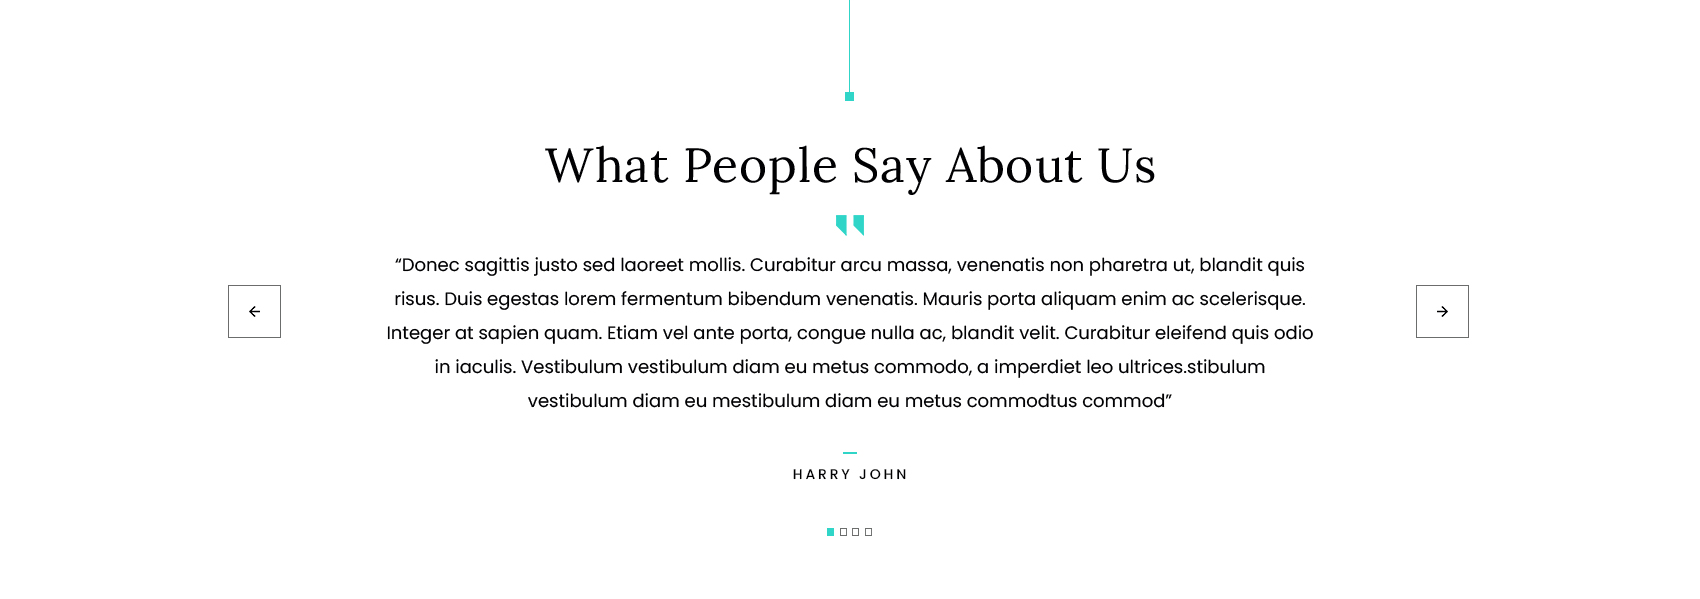 What People Say About Us
“Donec sagittis justo sed laoreet mollis. Curabitur arcu massa, venenatis non pharetra ut, blandit quis
risus. Duis egestas lorem fermentum bibendum venenatis. Mauris porta aliquam enim ac scelerisque.
Integer at sapien quam. Etiam vel ante porta, congue nulla ac, blandit velit. Curabitur eleifend quis odio
in iaculis. Vestibulum vestibulum diam eu metus commodo, a imperdiet leo ultrices.stibulum
vestibulum diam eu mestibulum diam eu metus commodtus commod”
HARRY JOHN